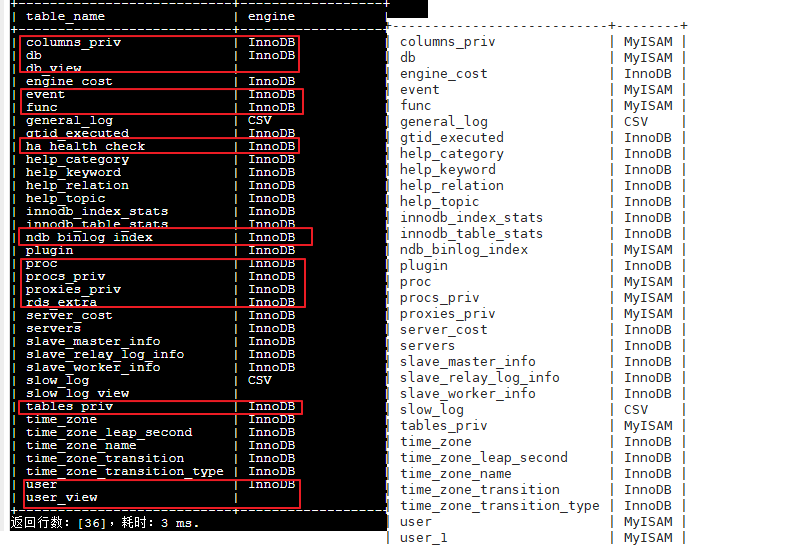 table_name | engine
columns_priv | InnoDB
db | InnoDB
db_view
engine_cost | InnoDB
event | InnoDB
func | InnoDB
general_log | CSV
gtid_executed | InnoDB
ha_health_check | InnoDB
help_category | InnoDB
help_keyword | InnoDB
help_relation | InnoDB
help_topic | InnoDB
innodb_index_stats | InnoDB
innodb_table_stats | InnoDB
ndb_binlog_index | InnoDB
plugin | InnoDB
proc | InnoDB
procs_priv | InnoDB
proxies_priv | InnoDB
rds_extra | InnoDB
server_cost | InnoDB
servers | InnoDB
slave_master_info | InnoDB
slave_relay_log_info | InnoDB
slave_worker_info | InnoDB
slow_log | CSV
slow_log_view
tables_priv | InnoDB
time_zone | InnoDB
time_zone_leap_second | InnoDB
time_zone_name | InnoDB
time_zone_transition | InnoDB
time_zone_transition_type | InnoDB
user | InnoDB
user_view
返回行数：[36]，耗时：3 ms.
| columns_priv | MyISAM |
| db | MyISAM |
| engine_cost | InnoDB |
| event | MyISAM |
| func | MyISAM |
| general_log | CSV |
| gtid_executed | InnoDB |
| help_category | InnoDB |
| help_keyword | InnoDB |
| help_relation | InnoDB |
| help_topic | InnoDB |
| innodb_index_stats | InnoDB |
| innodb_table_stats | InnoDB |
| ndb_binlog_index | MyISAM |
| plugin | InnoDB |
| proc | MyISAM |
| procs_priv | MyISAM |
| proxies_priv | MyISAM |
| server_cost | InnoDB |
| servers | InnoDB |
| slave_master_info | InnoDB |
| slave_relay_log_info | InnoDB |
| slave_worker_info | InnoDB |
| slow_log | CSV |
| tables_priv | MyISAM |
| time_zone | InnoDB |
| time_zone_leap_second | InnoDB |
| time_zone_name | InnoDB |
| time_zone_transition | InnoDB |
| time_zone_transition_type | InnoDB |
| user | MyISAM |
| user_1 | MyISAM |